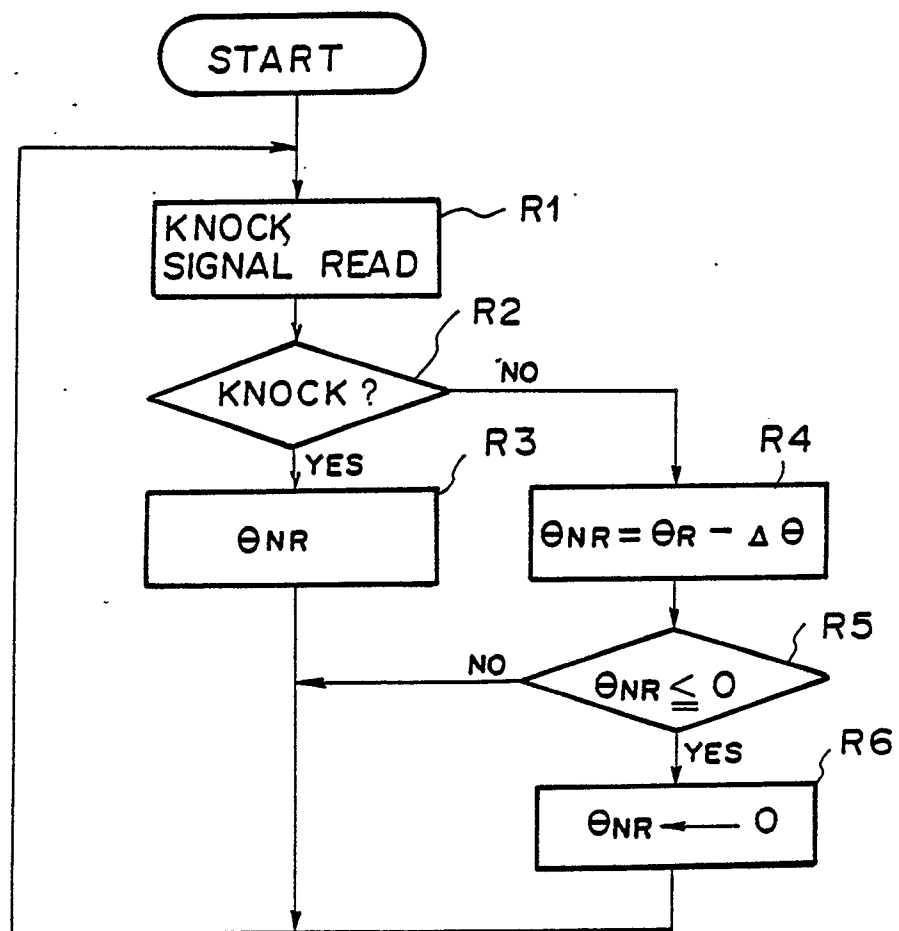 START
KNOCK
SIGNAL READ
R1
KNOCK ?
R2
NO
YES
R3
ΘNR
R4
ΘNR = ΘR - Δ Θ
R5
ΘNR ≦ 0
NO
YES
R6
ΘNR ← 0